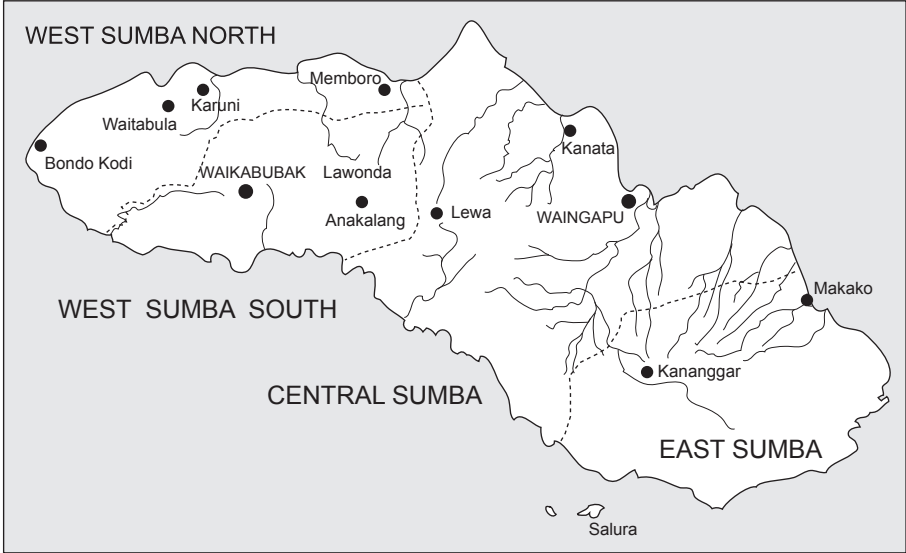 WEST SUMBA NORTH
Memboro
Karuni
Waitabula
Kanata
Bondo Kodi
WAIKABUBAK
Lawonda
Anakalang
Lewa
WAINGAPU
Makako
WEST SUMBA SOUTH
Kananggar
CENTRAL SUMBA
EAST SUMBA
Salura